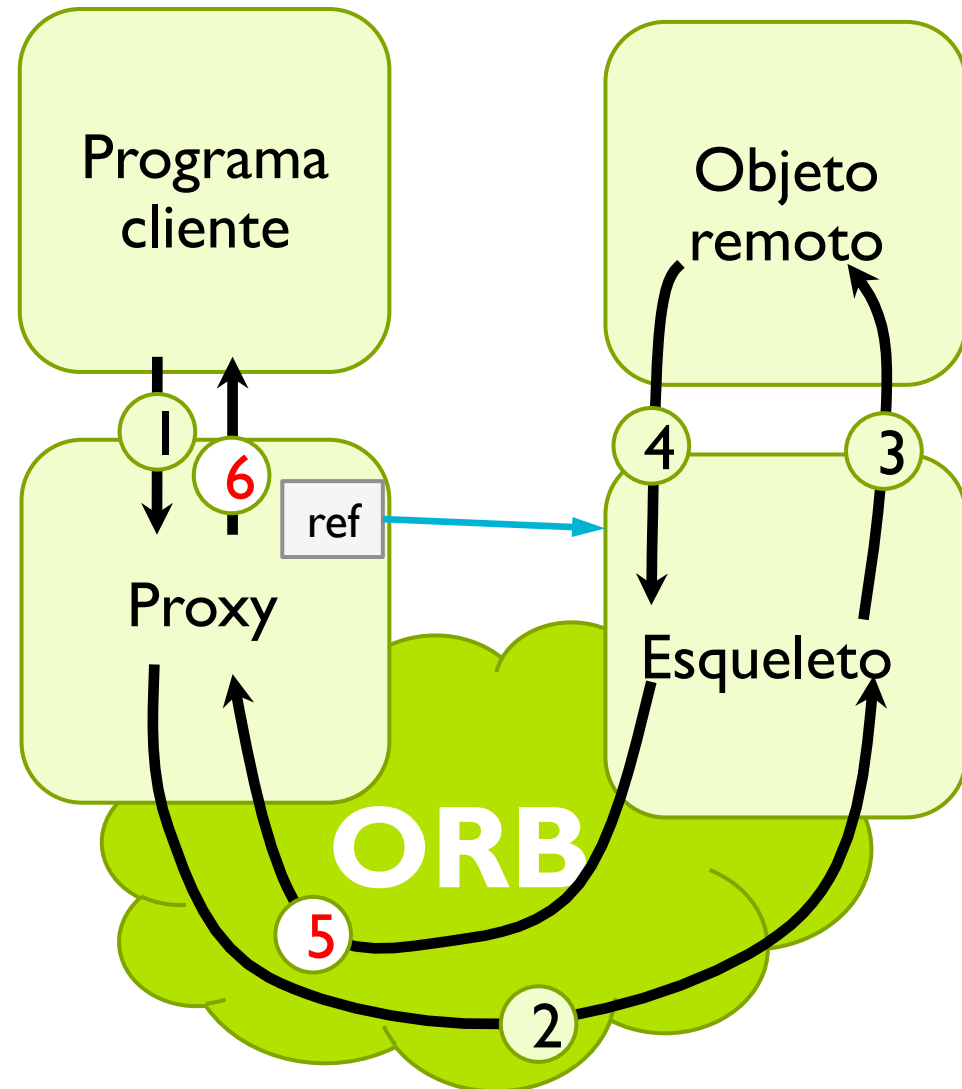 Programa
cliente
Objeto
remoto
1
6
4
3
ref
Proxy
Esqueleto
ORB
5
2